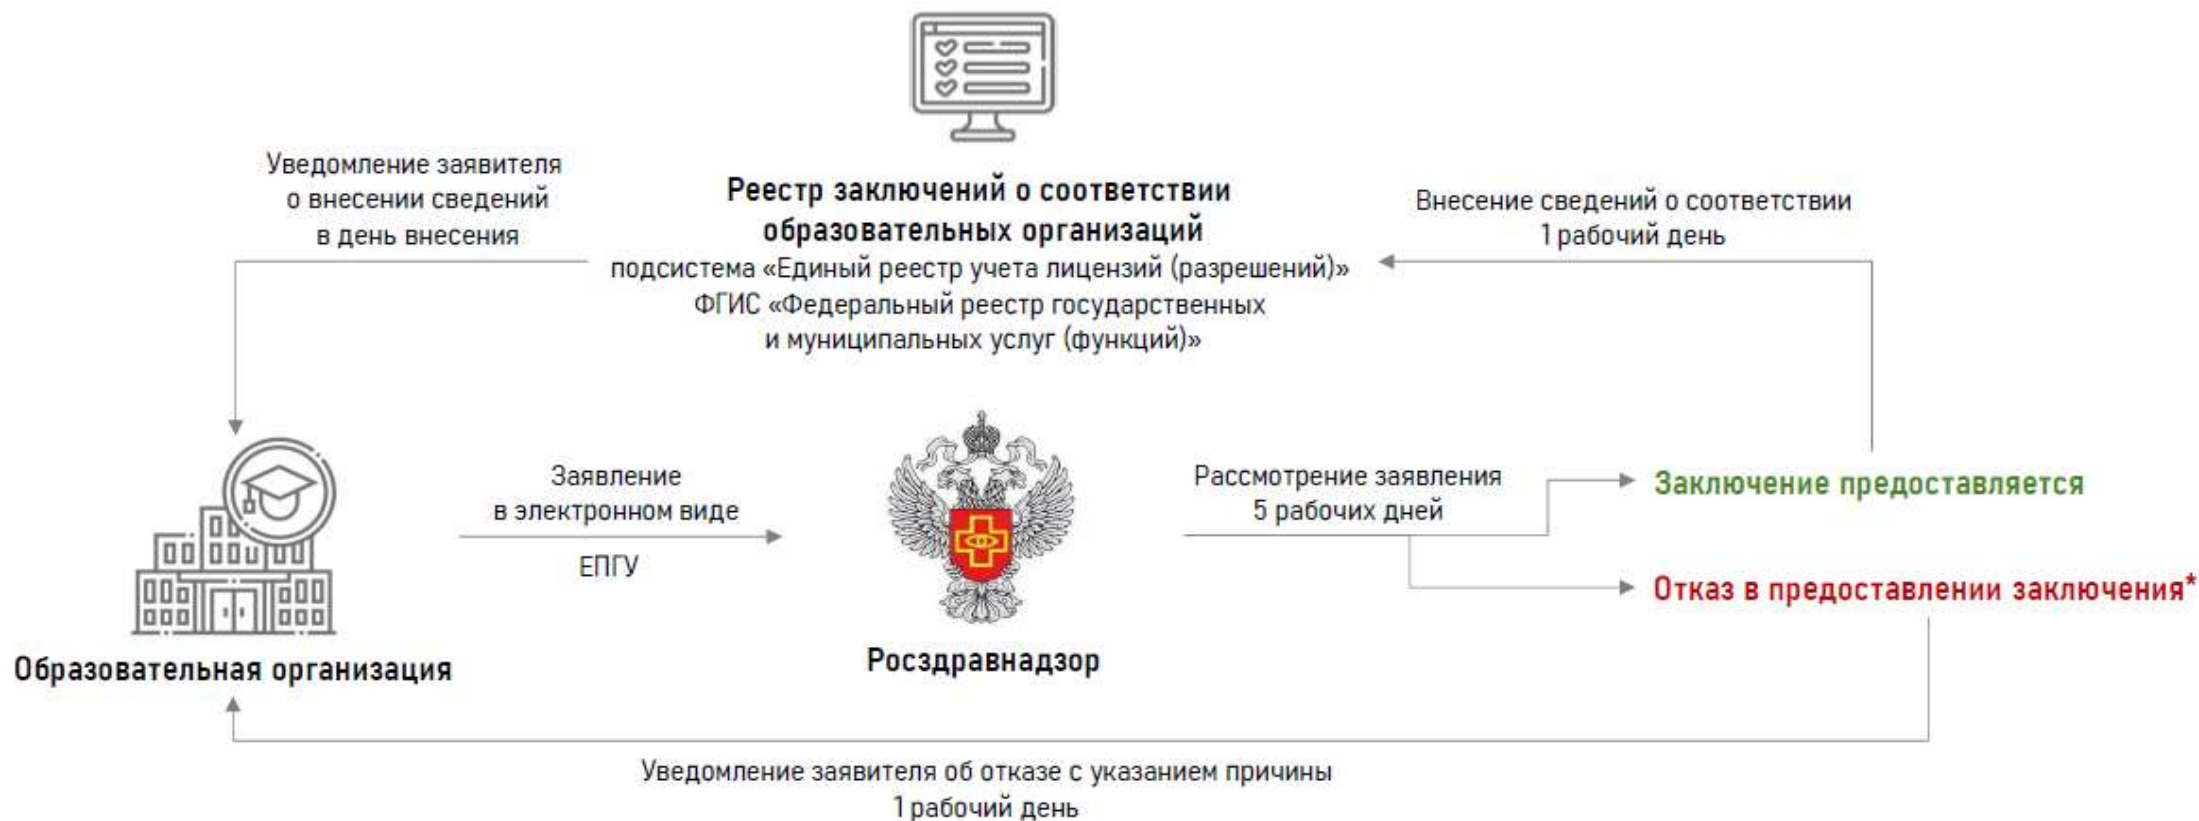 Уведомление заявителя
о внесении сведений
в день внесения
Реестр заключений о соответствии
образовательных организаций
подсистема «Единый реестр учета лицензий (разрешений)»
ФГИС «Федеральный реестр государственных
и муниципальных услуг (функций)»
Внесение сведений о соответствии
1 рабочий день
Образовательная организация
Заявление
в электронном виде
ЕПГУ
Росздравнадзор
Рассмотрение заявления
5 рабочих дней
Заключение предоставляется
Отказ в предоставлении заключения*
Уведомление заявителя об отказе с указанием причины
1 рабочий день